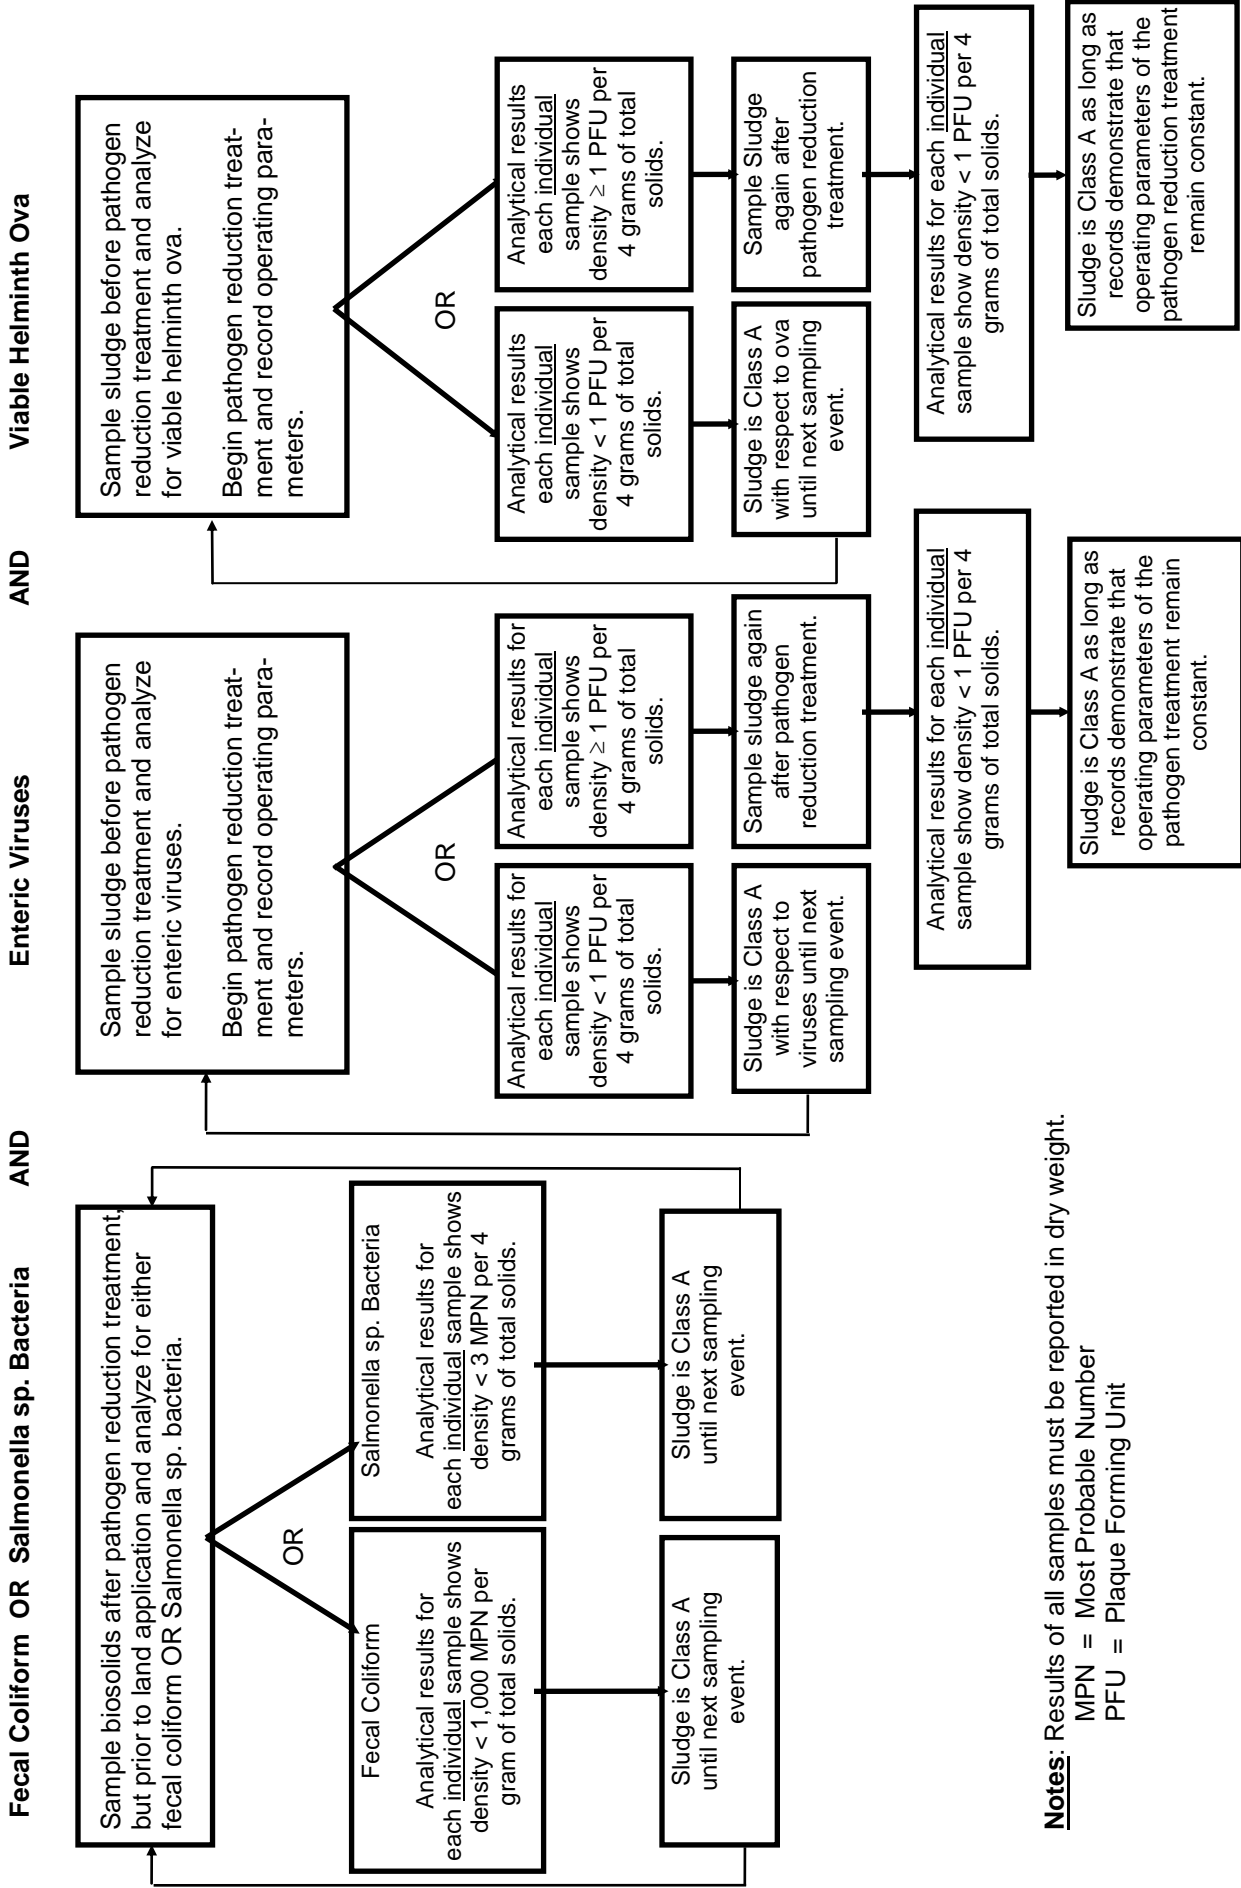 Fecal Coliform OR Salmonella sp. Bacteria AND Enteric Viruses AND Viable Helminth Ova
Sample biosolids after pathogen reduction treatment,
but prior to land application and analyze for either
fecal coliform OR Salmonella sp. bacteria.
OR
Fecal Coliform
Analytical results for
each individual sample shows
density < 1,000 MPN per
gram of total solids.
Salmonella sp. Bacteria
Analytical results for
each individual sample shows
density < 3 MPN per 4
grams of total solids.
Sludge is Class A
until next sampling
event.
Sludge is Class A
until next sampling
event.
Sample sludge before pathogen
reduction treatment and analyze
for enteric viruses.
Begin pathogen reduction treat-
ment and record operating para-
meters.
OR
Analytical results for
each individual
sample shows
density < 1 PFU per
4 grams of total
solids.
Analytical results for
each individual
sample shows
density ≥ 1 PFU per
4 grams of total
solids.
Sludge is Class A
with respect to
viruses until next
sampling event.
Sample sludge again
after pathogen
reduction treatment.
Analytical results for each individual
sample show density < 1 PFU per 4
grams of total solids.
Sludge is Class A as long as
records demonstrate that
operating parameters of the
pathogen treatment remain
constant.
Sample sludge before pathogen
reduction treatment and analyze
for viable helminth ova.
Begin pathogen reduction treat-
ment and record operating para-
meters.
OR
Analytical results
each individual
sample shows
density < 1 PFU per
4 grams of total
solids.
Analytical results
each individual
sample shows
density ≥ 1 PFU per
4 grams of total
solids.
Sludge is Class A
with respect to ova
until next sampling
event.
Sample Sludge
again after
pathogen reduction
treatment.
Analytical results for each individual
sample show density < 1 PFU per 4
grams of total solids.
Sludge is Class A as long as
records demonstrate that
operating parameters of the
pathogen reduction treatment
remain constant.
Notes: Results of all samples must be reported in dry weight.
MPN = Most Probable Number
PFU = Plaque Forming Unit